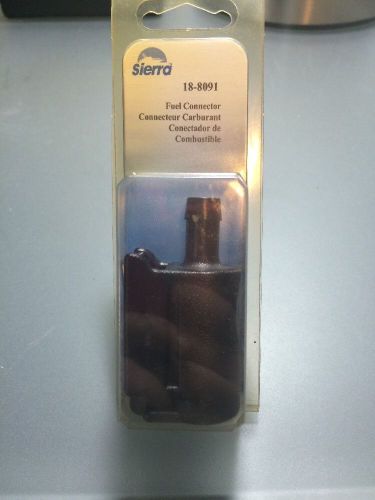 Sierra
18-8091
Fuel Connector
Connecteur Carburant
Conectador de
Combustible